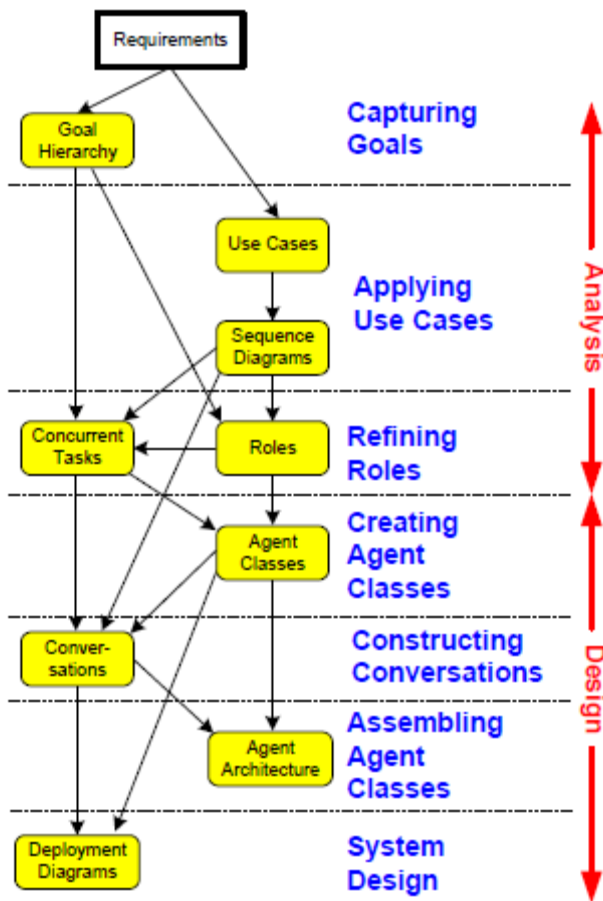 Requirements
Goal
Hierarchy
Capturing
Goals
Use Cases
Applying
Use Cases
Sequence
Diagrams
Analysis
Concurrent
Tasks
Roles
Refining
Roles
Agent
Classes
Creating
Agent
Classes
Conver-
sations
Constructing
Conversations
Design
Agent
Architecture
Assembling
Agent
Classes
Deployment
Diagrams
System
Design